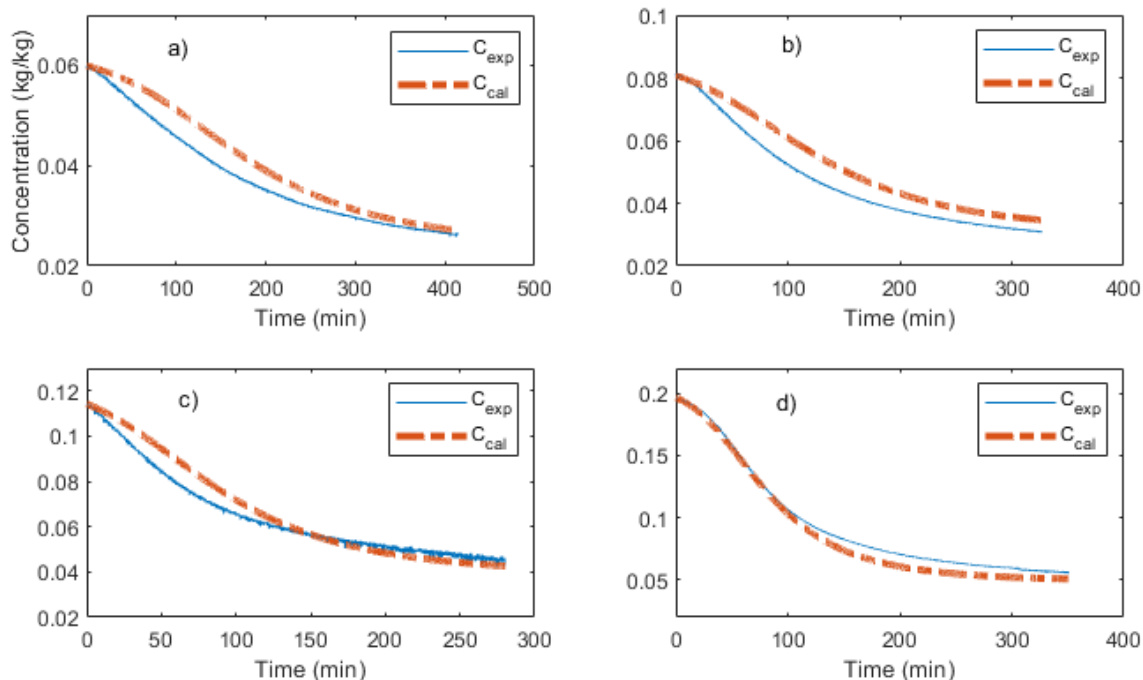 a)
C_exp
C_cal
Concentration (kg/kg)
0.06
0.04
0.02
0 100 200 300 400 500
Time (min)
b)
C_exp
C_cal
0.1
0.08
0.06
0.04
0.02
0 100 200 300 400
Time (min)
c)
C_exp
C_cal
0.12
0.1
0.08
0.06
0.04
0.02
0 50 100 150 200 250 300
Time (min)
d)
C_exp
C_cal
0.2
0.15
0.1
0.05
0 100 200 300 400
Time (min)